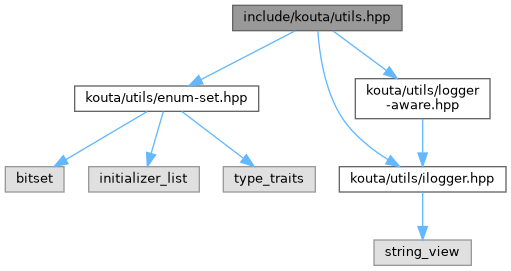 include/kouta/utils.hpp
kouta/utils/enum-set.hpp
kouta/utils/logger
-aware.hpp
bitset
initializer_list
type_traits
kouta/utils/ilogger.hpp
string_view